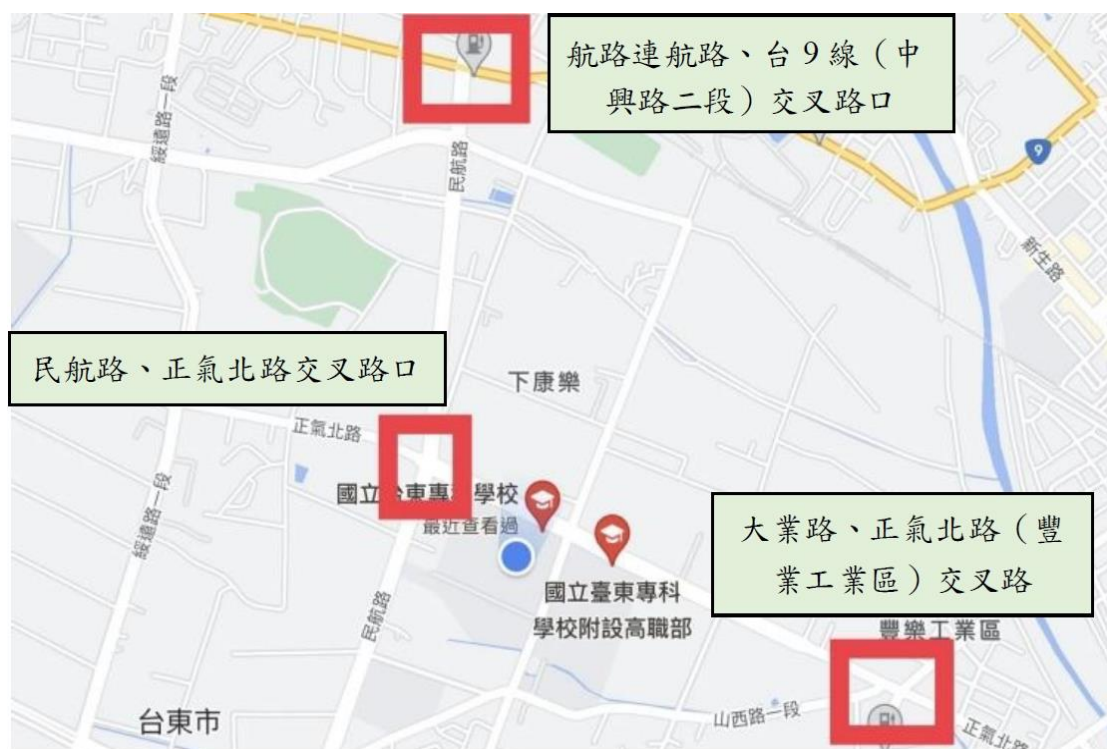 航路連航路、台9線（中
興路二段）交叉路口
綏遠路一段
民航路
9
新生路
民航路、正氣北路交叉路口
下康樂
正氣北路
國立台東專科學校
最近查看過
綏遠路一段
大業路、正氣北路（豐
業工業區）交叉路
國立臺東專科
學校附設高職部
民航路
豐樂工業區
山西路一段
台東市
正氣北路